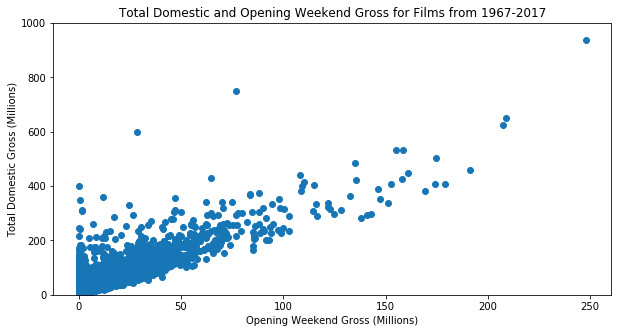 Total Domestic and Opening Weekend Gross for Films from 1967-2017
1000
800
600
400
200
0
Total Domestic Gross (Millions)
0 50 100 150 200 250
Opening Weekend Gross (Millions)